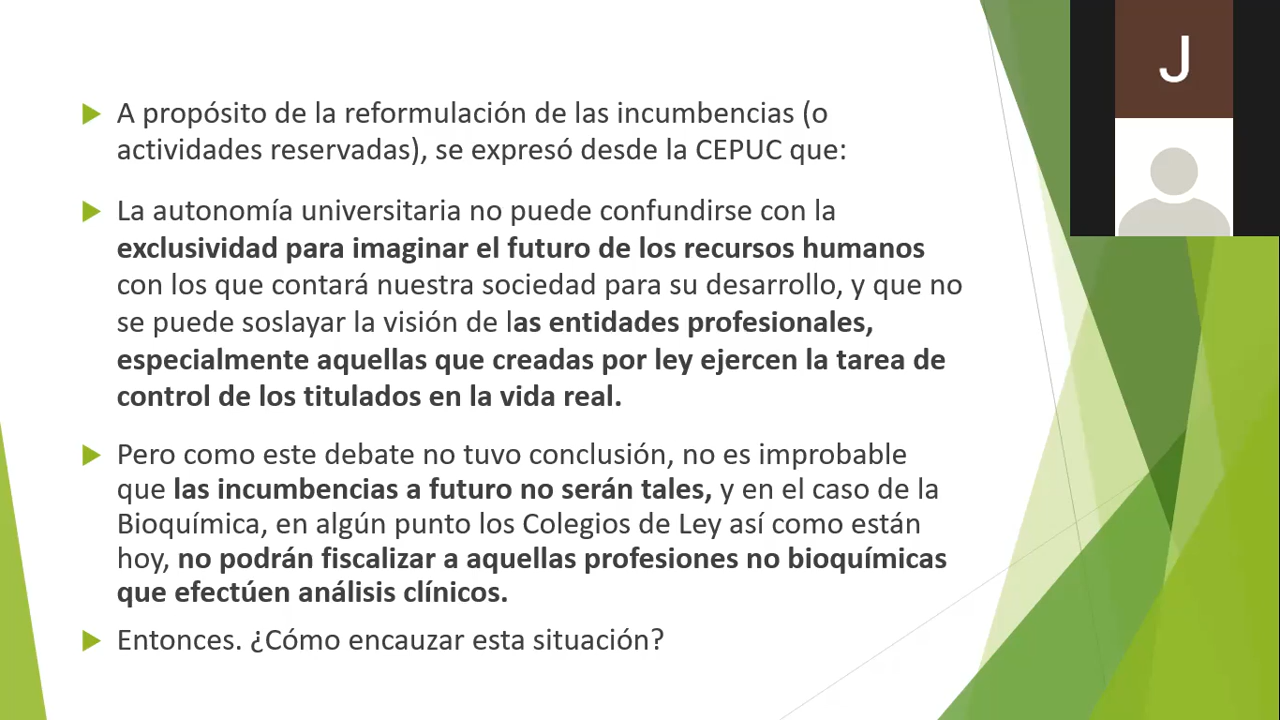 A propósito de la reformulación de las incumbencias (o
actividades reservadas), se expresó desde la CEPUC que:
La autonomía universitaria no puede confundirse con la
exclusividad para imaginar el futuro de los recursos humanos
con los que contará nuestra sociedad para su desarrollo, y que no
se puede soslayar la visión de las entidades profesionales,
especialmente aquellas que creadas por ley ejercen la tarea de
control de los titulados en la vida real.
Pero como este debate no tuvo conclusión, no es improbable
que las incumbencias a futuro no serán tales, y en el caso de la
Bioquímica, en algún punto los Colegios de Ley así como están
hoy, no podrán fiscalizar a aquellas profesiones no bioquímicas
que efectúen análisis clínicos.
Entonces. ¿Cómo encauzar esta situación?
J